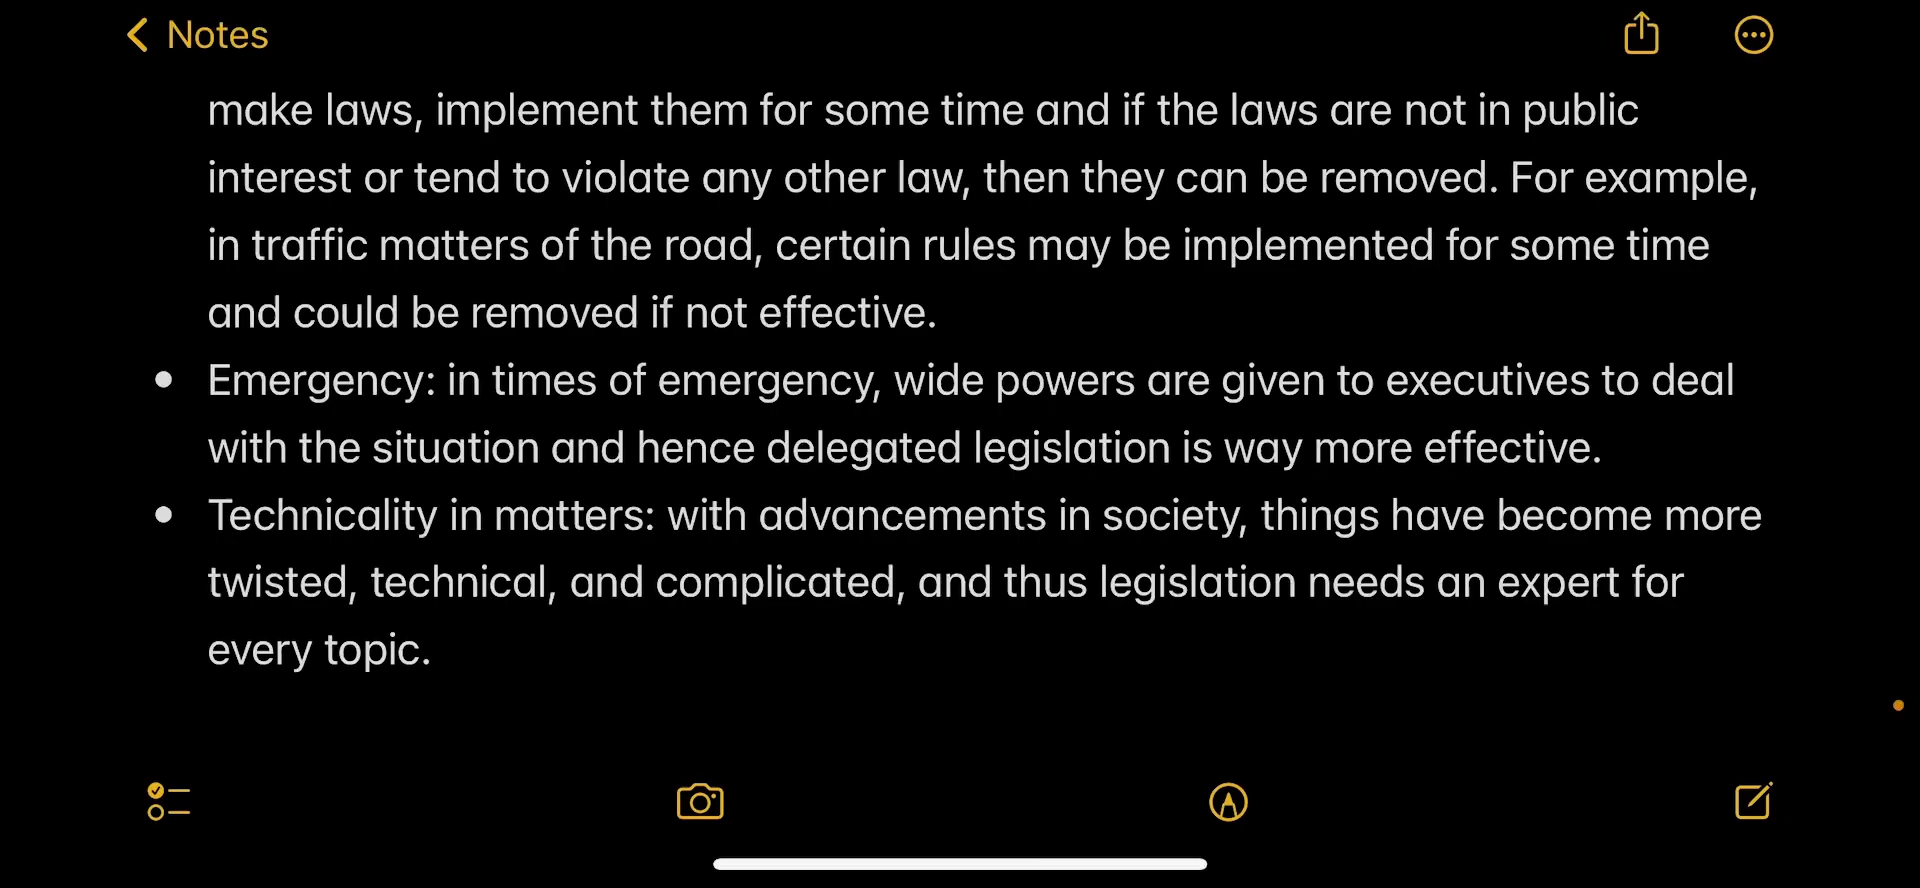 Notes
make laws, implement them for some time and if the laws are not in public
interest or tend to violate any other law, then they can be removed. For example,
in traffic matters of the road, certain rules may be implemented for some time
and could be removed if not effective.
• Emergency: in times of emergency, wide powers are given to executives to deal
with the situation and hence delegated legislation is way more effective.
• Technicality in matters: with advancements in society, things have become more
twisted, technical, and complicated, and thus legislation needs an expert for
every topic.